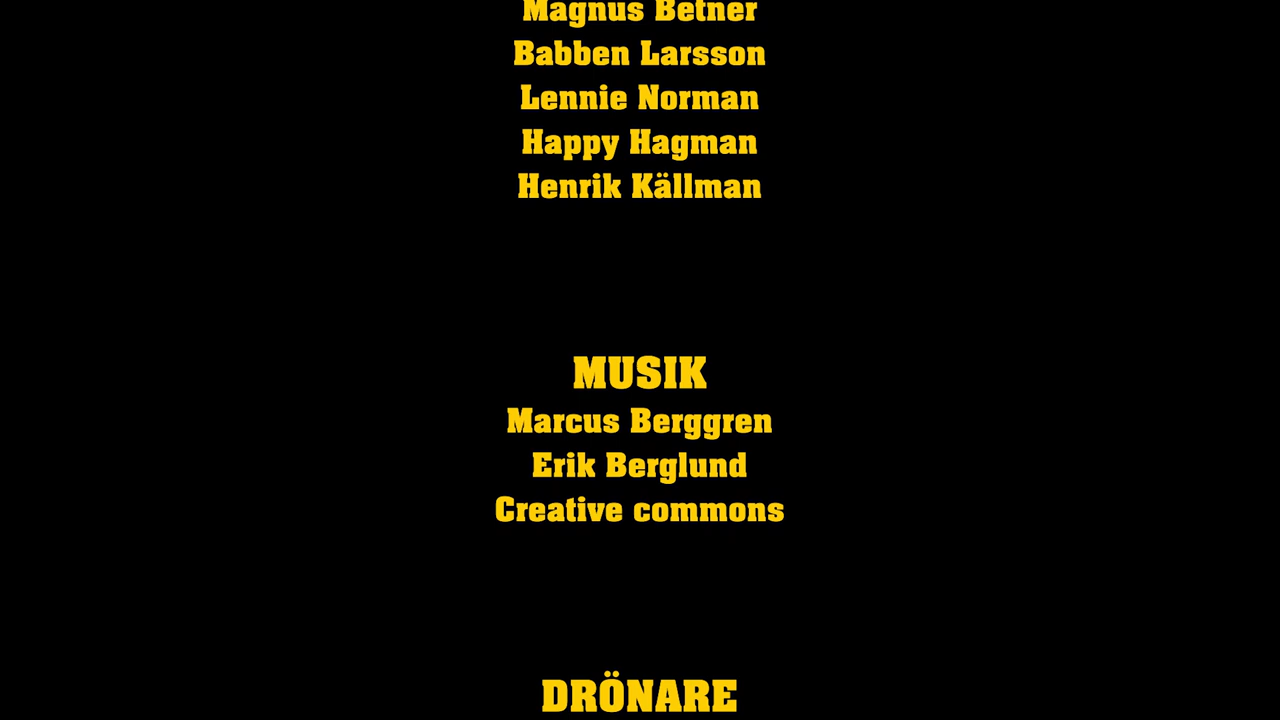 Magnus Betner
Babben Larsson
Lennie Norman
Happy Hagman
Henrik Källman
MUSIK
Marcus Berggren
Erik Berglund
Creative commons
DRÖNARE